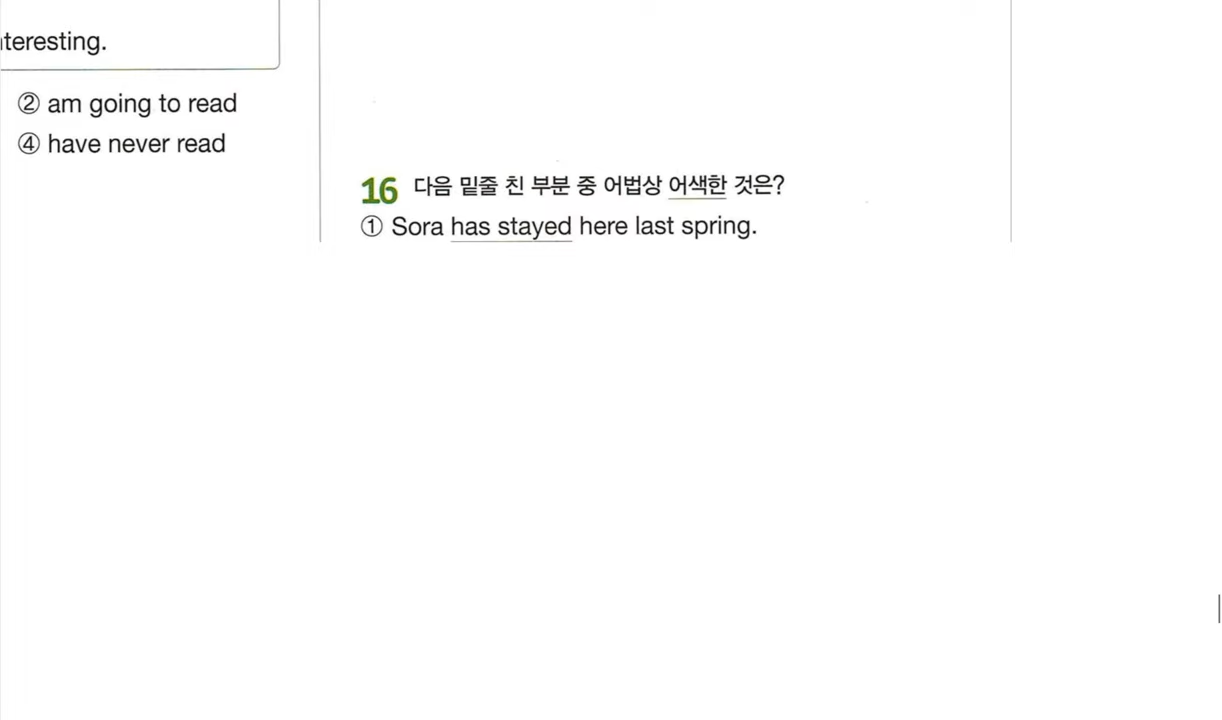 teresting.
② am going to read
④ have never read
16 다음 밑줄 친 부분 중 어법상 어색한 것은?
① Sora has stayed here last spring.